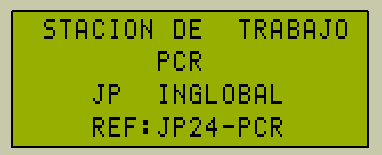 STACION DE TRABAJO
PCR
JP INGLOBAL
REF:JP24-PCR